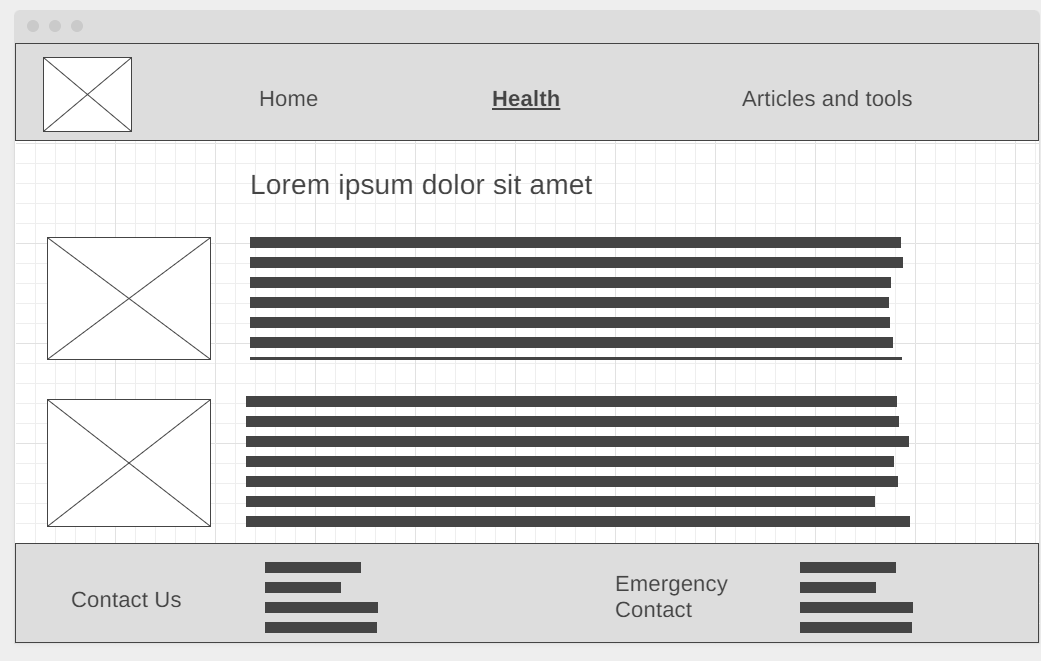 Home
Health
Articles and tools
Lorem ipsum dolor sit amet
Contact Us
Emergency
Contact